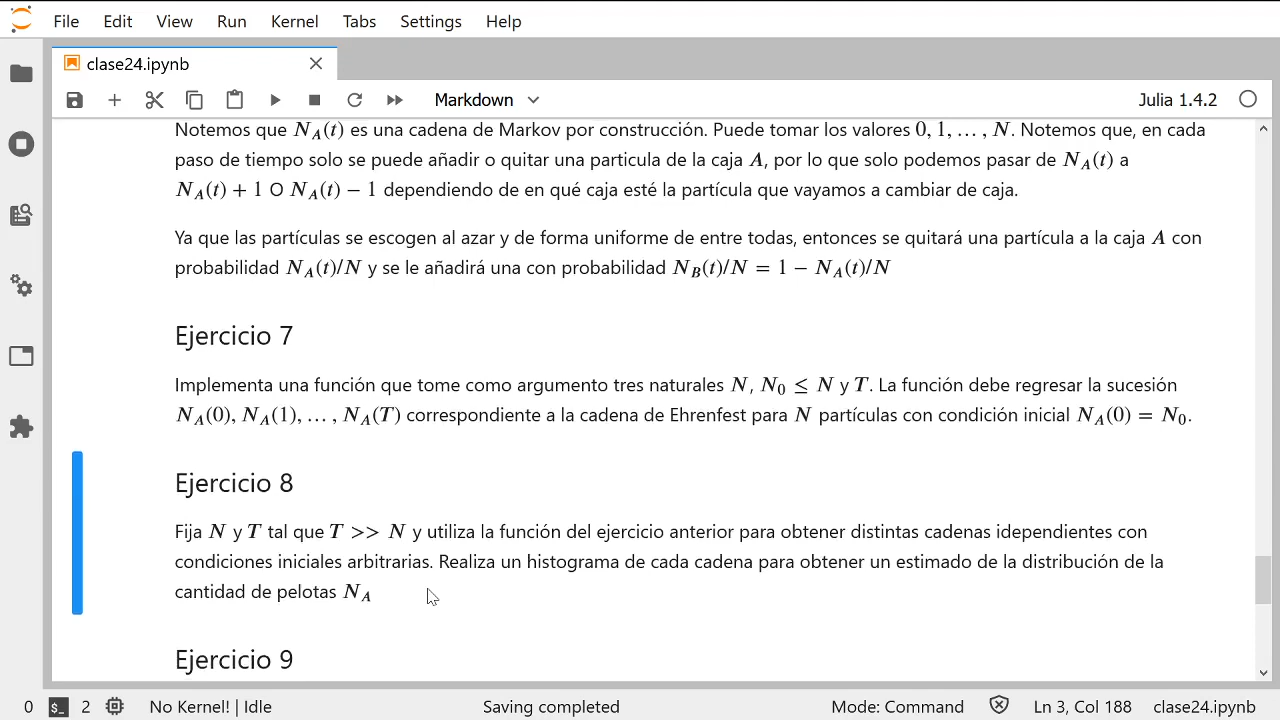 File Edit View Run Kernel Tabs Settings Help
clase24.ipynb
Markdown
Julia 1.4.2
Notemos que N_A(t) es una cadena de Markov por construcción. Puede tomar los valores 0, 1, … , N. Notemos que, en cada
paso de tiempo solo se puede añadir o quitar una particula de la caja A, por lo que solo podemos pasar de N_A(t) a
N_A(t) + 1 O N_A(t) − 1 dependiendo de en qué caja esté la partícula que vayamos a cambiar de caja.
Ya que las partículas se escogen al azar y de forma uniforme de entre todas, entonces se quitará una partícula a la caja A con
probabilidad N_A(t)/N y se le añadirá una con probabilidad N_B(t)/N = 1 − N_A(t)/N
Ejercicio 7
Implementa una función que tome como argumento tres naturales N, N_0 ≤ N y T. La función debe regresar la sucesión
N_A(0), N_A(1), … , N_A(T) correspondiente a la cadena de Ehrenfest para N partículas con condición inicial N_A(0) = N_0.
Ejercicio 8
Fija N y T tal que T >> N y utiliza la función del ejercicio anterior para obtener distintas cadenas idependientes con
condiciones iniciales arbitrarias. Realiza un histograma de cada cadena para obtener un estimado de la distribución de la
cantidad de pelotas N_A
Ejercicio 9
0 $_ 2 No Kernel! | Idle Saving completed Mode: Command Ln 3, Col 188 clase24.ipynb